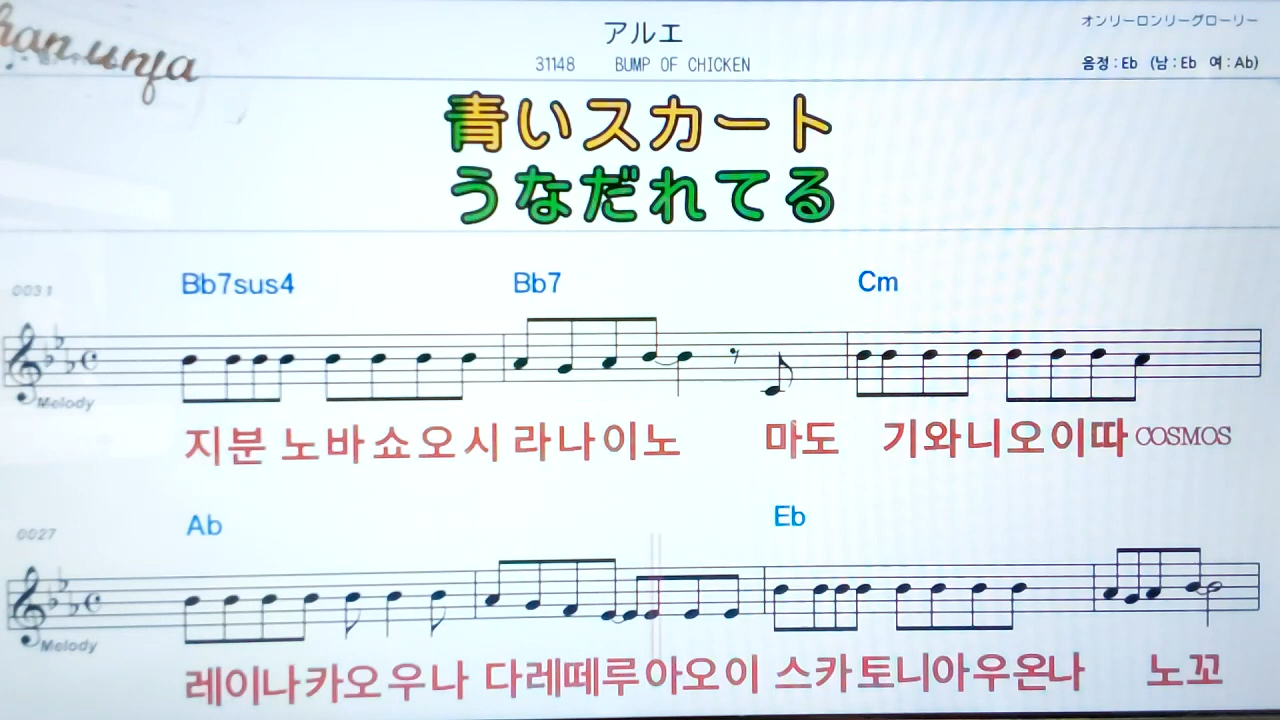 hanunja
アルエ
オンリーロンリーグローリー
31148 BUMP OF CHICKEN
음정:Eb (남:Eb 여:Ab)
青いスカート
うなだれてる
0031
Bb7sus4 Bb7 Cm
Melody
지분 노바쇼오시 라나이노 마도 기와니오이따 COSMOS
0027
Ab Eb
Melody
레이나카오우나 다레떼루아오이 스카토니아우온나 노꼬